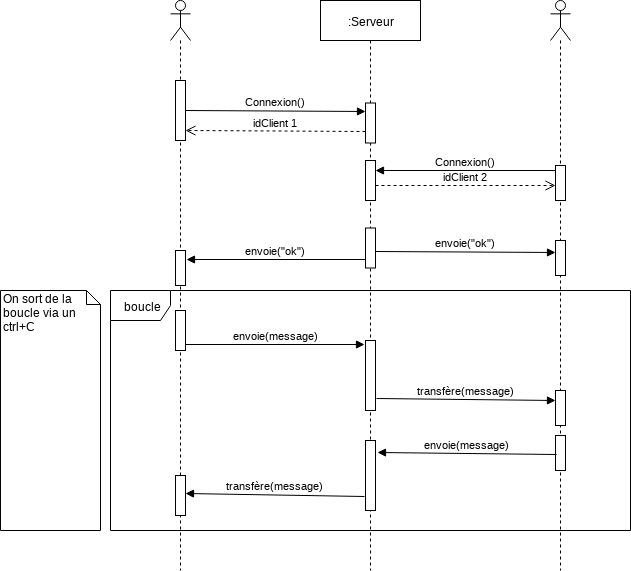 :Serveur
Connexion()
idClient 1
Connexion()
idClient 2
envoie("ok")
envoie("ok")
On sort de la
boucle via un
ctrl+C
boucle
envoie(message)
transfère(message)
envoie(message)
transfère(message)